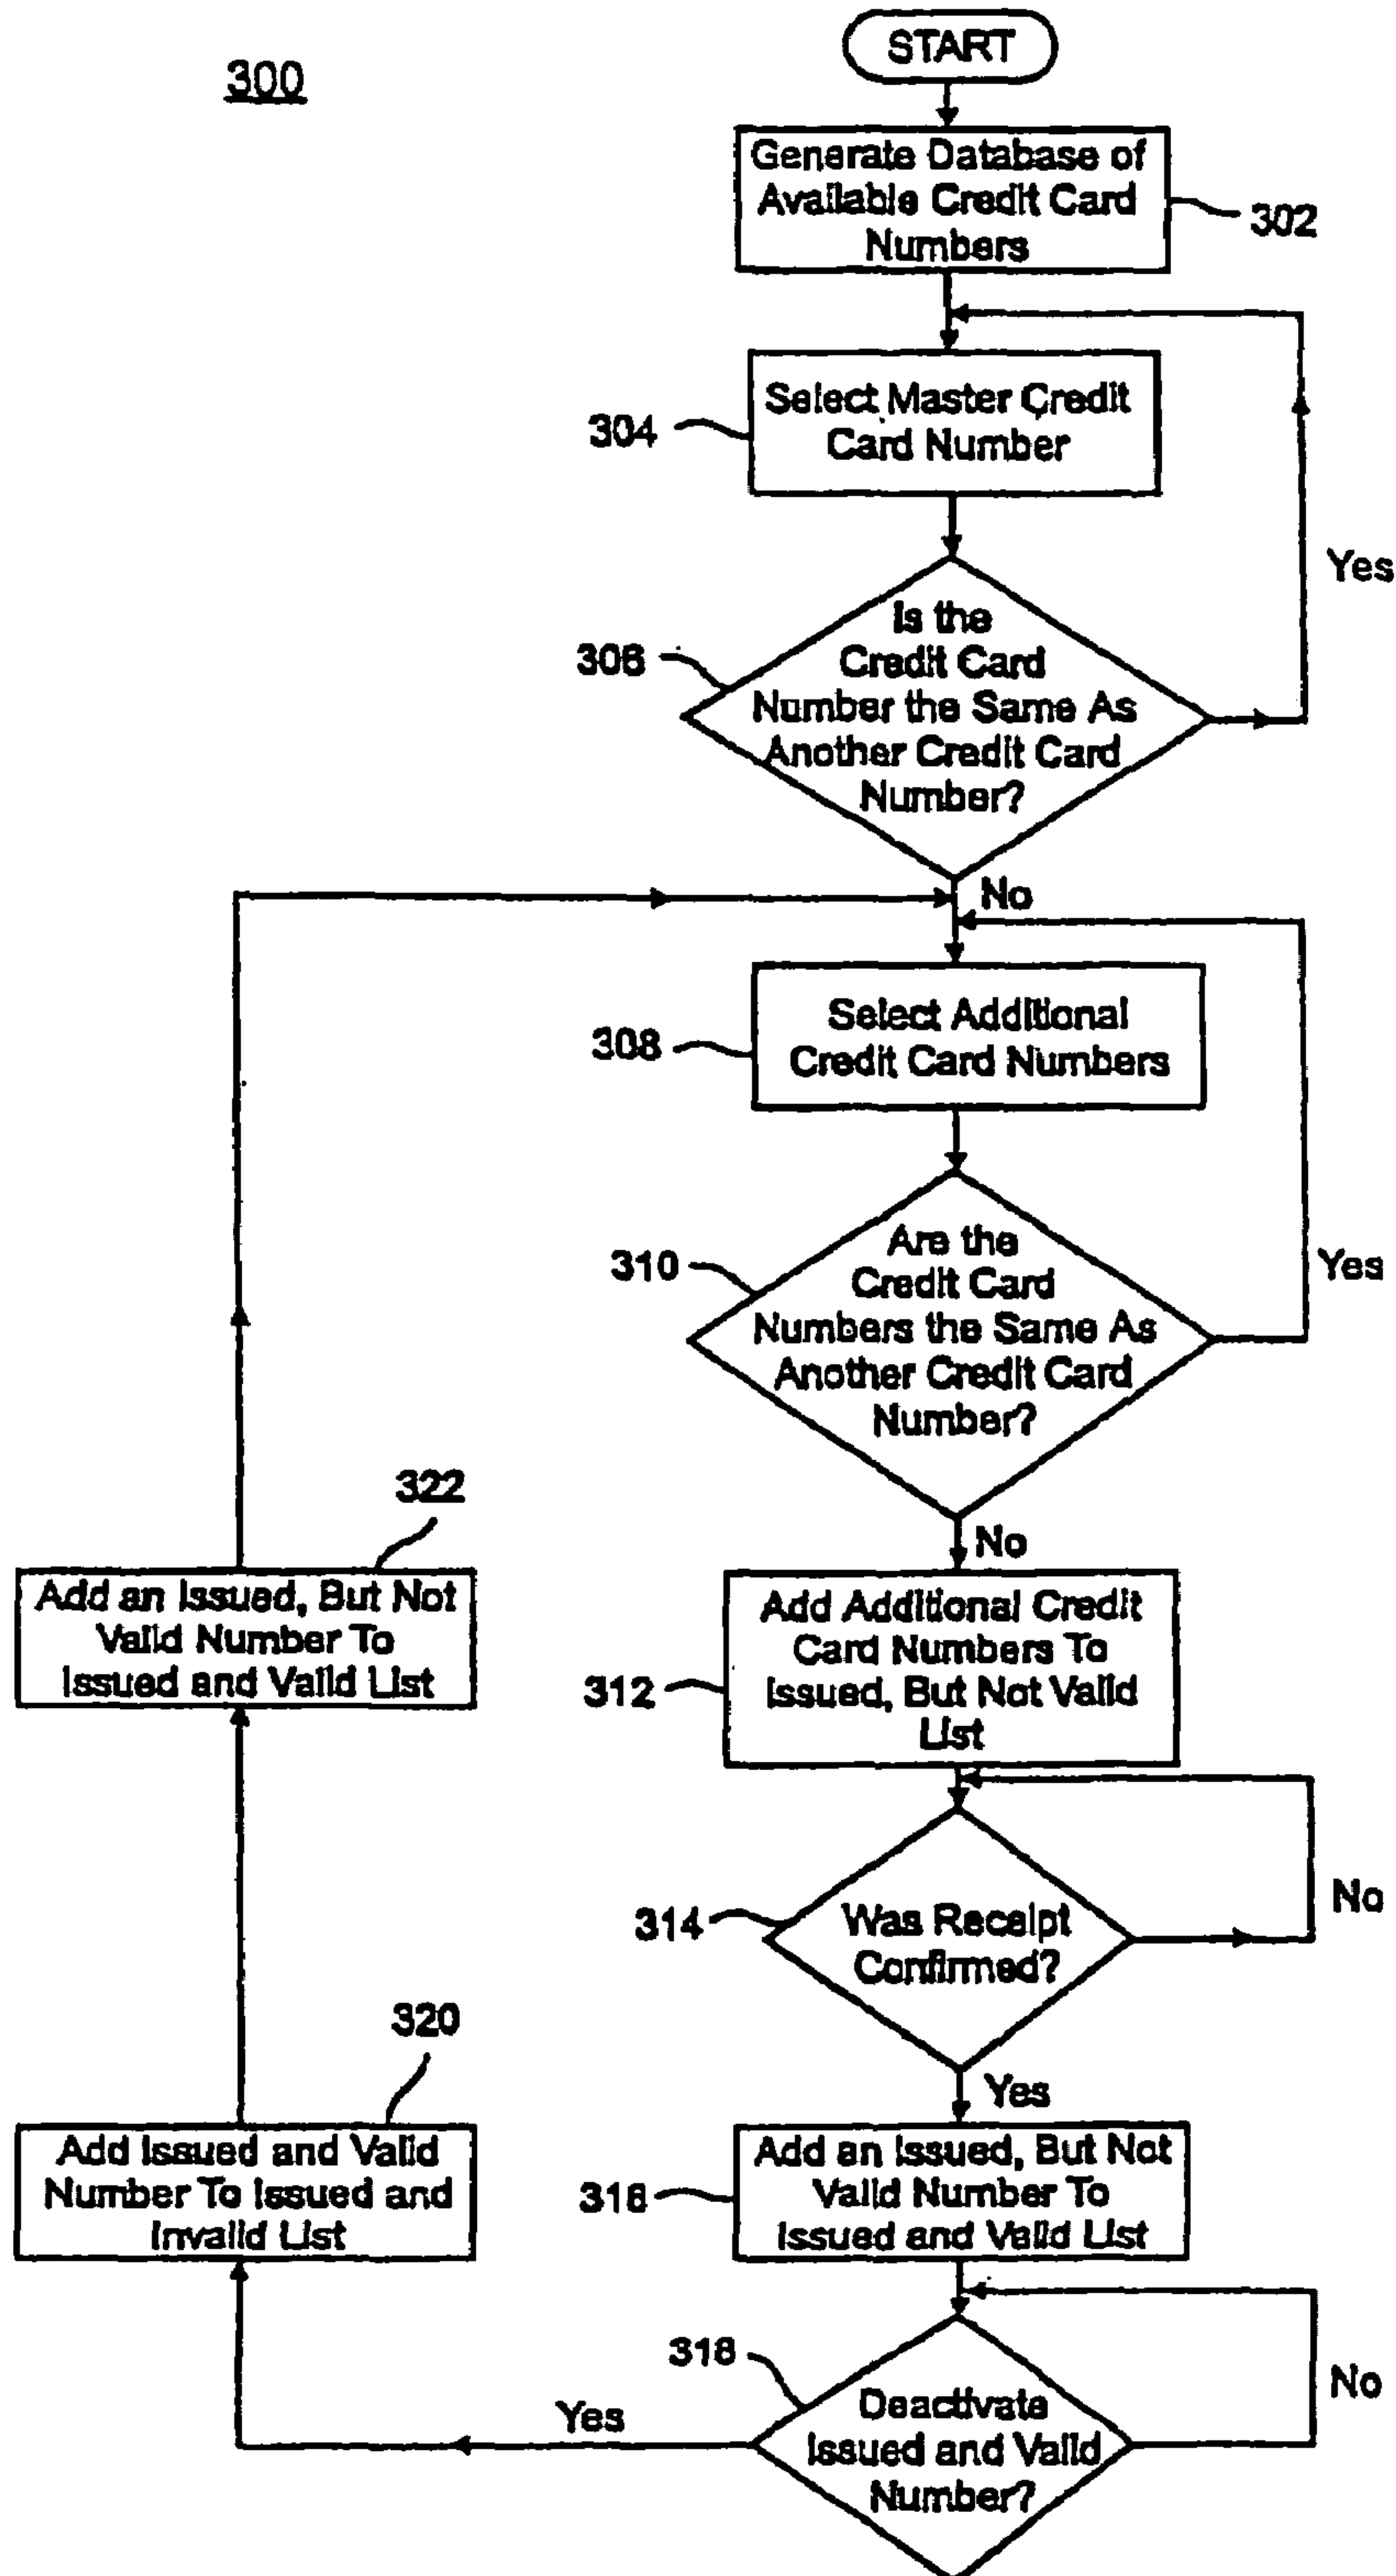 300
START
Generate Database of
Available Credit Card
Numbers
302
304
Select Master Credit
Card Number
Yes
306
Is the
Credit Card
Number the Same As
Another Credit Card
Number?
No
308
Select Additional
Credit Card Numbers
310
Are the
Credit Card
Numbers the Same As
Another Credit Card
Number?
Yes
No
322
Add an Issued, But Not
Valid Number To
Issued and Valid List
312
Add Additional Credit
Card Numbers To
Issued, But Not Valid
List
314
Was Receipt
Confirmed?
No
Yes
320
Add Issued and Valid
Number To Issued and
Invalid List
316
Add an Issued, But Not
Valid Number To
Issued and Valid List
318
Deactivate
Issued and Valid
Number?
No
Yes